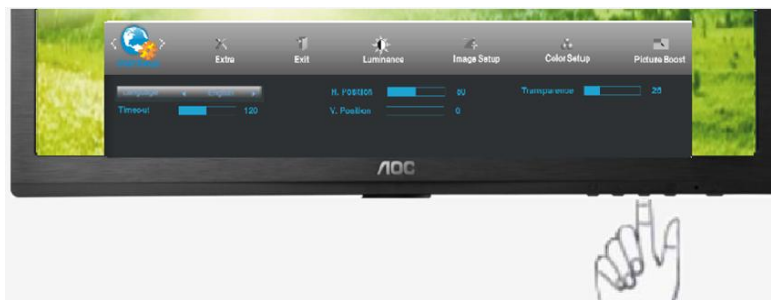 Extra Exit Luminance Image Setup Color Setup Picture Boost
Language English H. Position 50 Transparence 25
Timeout 120 V. Position 0
AOC